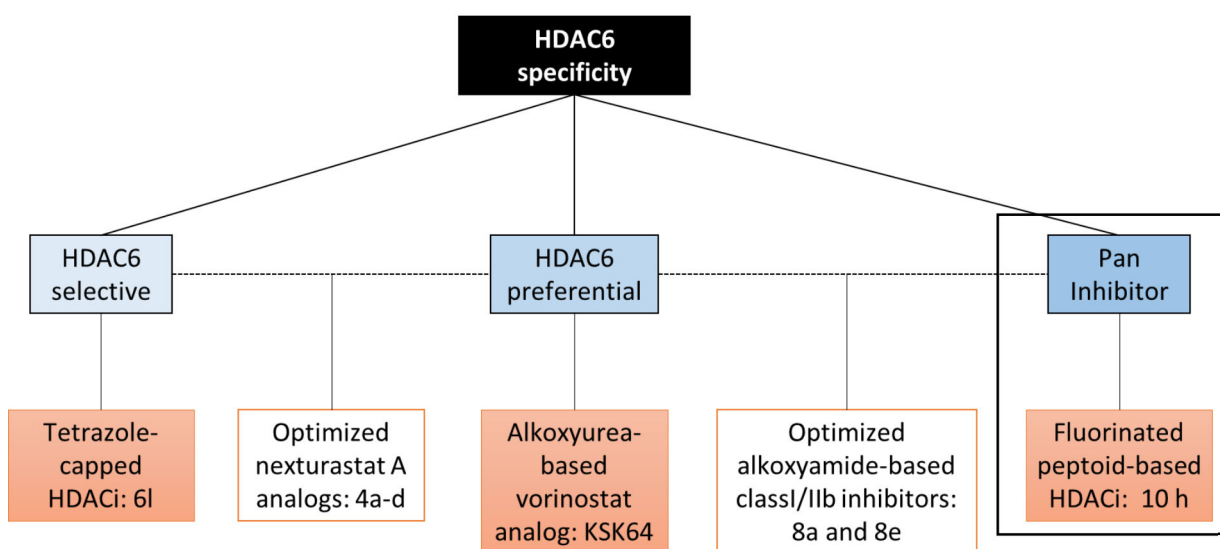 HDAC6
specificity
HDAC6
selective
HDAC6
preferential
Pan
Inhibitor
Tetrazole-
capped
HDACi: 6l
Optimized
nexturastat A
analogs: 4a-d
Alkoxyurea-
based
vorinostat
analog: KSK64
Optimized
alkoxyamide-based
classI/IIb inhibitors:
8a and 8e
Fluorinated
peptoid-based
HDACi: 10 h